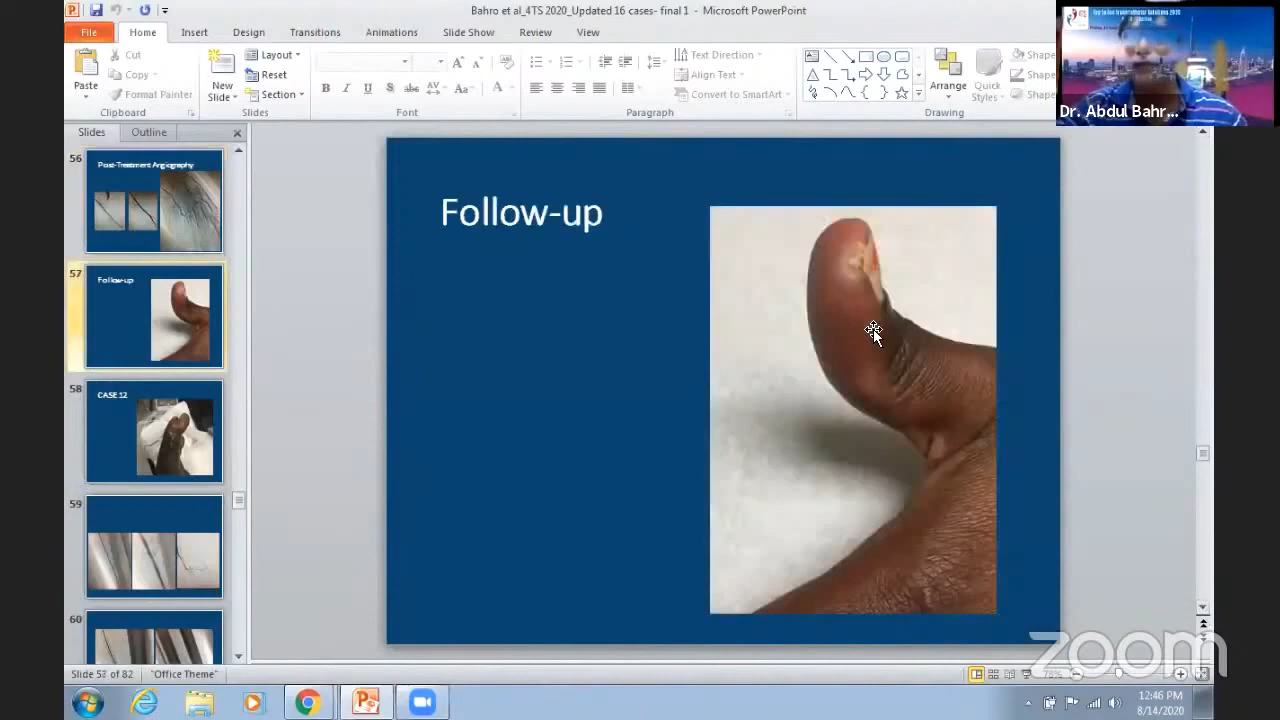 Intro et al_4TS 2020_Updated 16 cases- final 1 - Microsoft PowerPoint
File
Home
Insert
Design
Transitions
Slide Show
Review
View
Paste
Cut
Copy
Format Painter
Clipboard
New
Slide
Layout
Reset
Section
Slides
Font
Text Direction
Align Text
Convert to SmartArt
Paragraph
Arrange
Quick
Styles
Drawing
Dr. Abdul Bahr...
Slides
Outline
56
Post-Treatment Angiography
57
Follow-up
58
CASE 12
59
60
Follow-up
zoom
Slide 53 of 82
"Office Theme"
78%
12:46 PM
8/14/2020